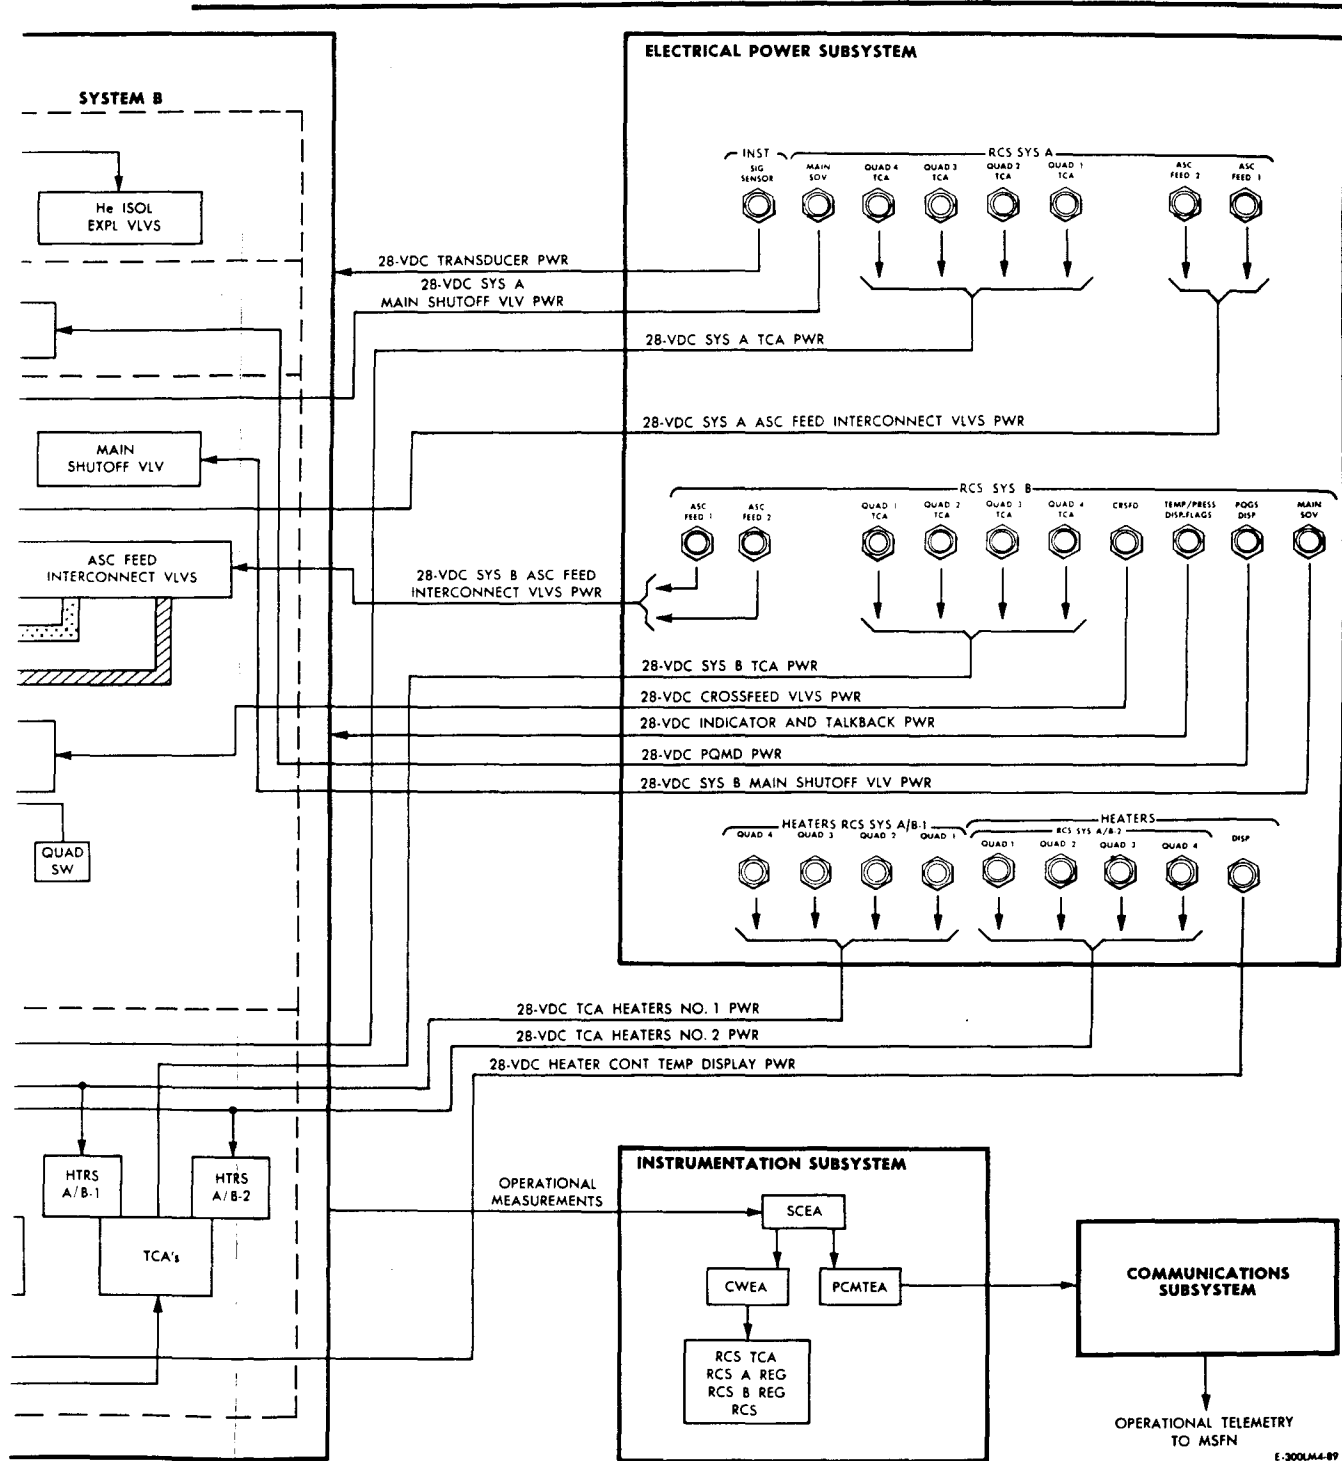 ELECTRICAL POWER SUBSYSTEM
SYSTEM B
He ISOL
EXPL VLVS
INST
RCS SYS A
SIG
SENSOR
MAIN
SOV
QUAD 4
TCA
QUAD 3
TCA
QUAD 2
TCA
QUAD 1
TCA
ASC
FEED 2
ASC
FEED 1
28-VDC TRANSDUCER PWR
28-VDC SYS A
MAIN SHUTOFF VLV PWR
28-VDC SYS A TCA PWR
28-VDC SYS A ASC FEED INTERCONNECT VLVS PWR
MAIN
SHUTOFF VLV
RCS SYS B
ASC
FEED 1
ASC
FEED 2
QUAD 1
TCA
QUAD 2
TCA
QUAD 3
TCA
QUAD 4
TCA
CRSFD
TEMP/PRESS
DISP.FLAGS
PQGS
DISP
MAIN
SOV
ASC FEED
INTERCONNECT VLVS
28-VDC SYS B ASC FEED
INTERCONNECT VLVS PWR
28-VDC SYS B TCA PWR
28-VDC CROSSFEED VLVS PWR
28-VDC INDICATOR AND TALKBACK PWR
28-VDC PQMD PWR
28-VDC SYS B MAIN SHUTOFF VLV PWR
QUAD
SW
HEATERS RCS SYS A/B-1
QUAD 4
QUAD 3
QUAD 2
QUAD 1
HEATERS
RCS SYS A/B-2
QUAD 1
QUAD 2
QUAD 3
QUAD 4
DISP
28-VDC TCA HEATERS NO. 1 PWR
28-VDC TCA HEATERS NO. 2 PWR
28-VDC HEATER CONT TEMP DISPLAY PWR
HTRS
A/B-1
HTRS
A/B-2
TCA's
OPERATIONAL
MEASUREMENTS
INSTRUMENTATION SUBSYSTEM
SCEA
CWEA
PCMTEA
RCS TCA
RCS A REG
RCS B REG
RCS
COMMUNICATIONS
SUBSYSTEM
OPERATIONAL TELEMETRY
TO MSFN
E-300LM4-89